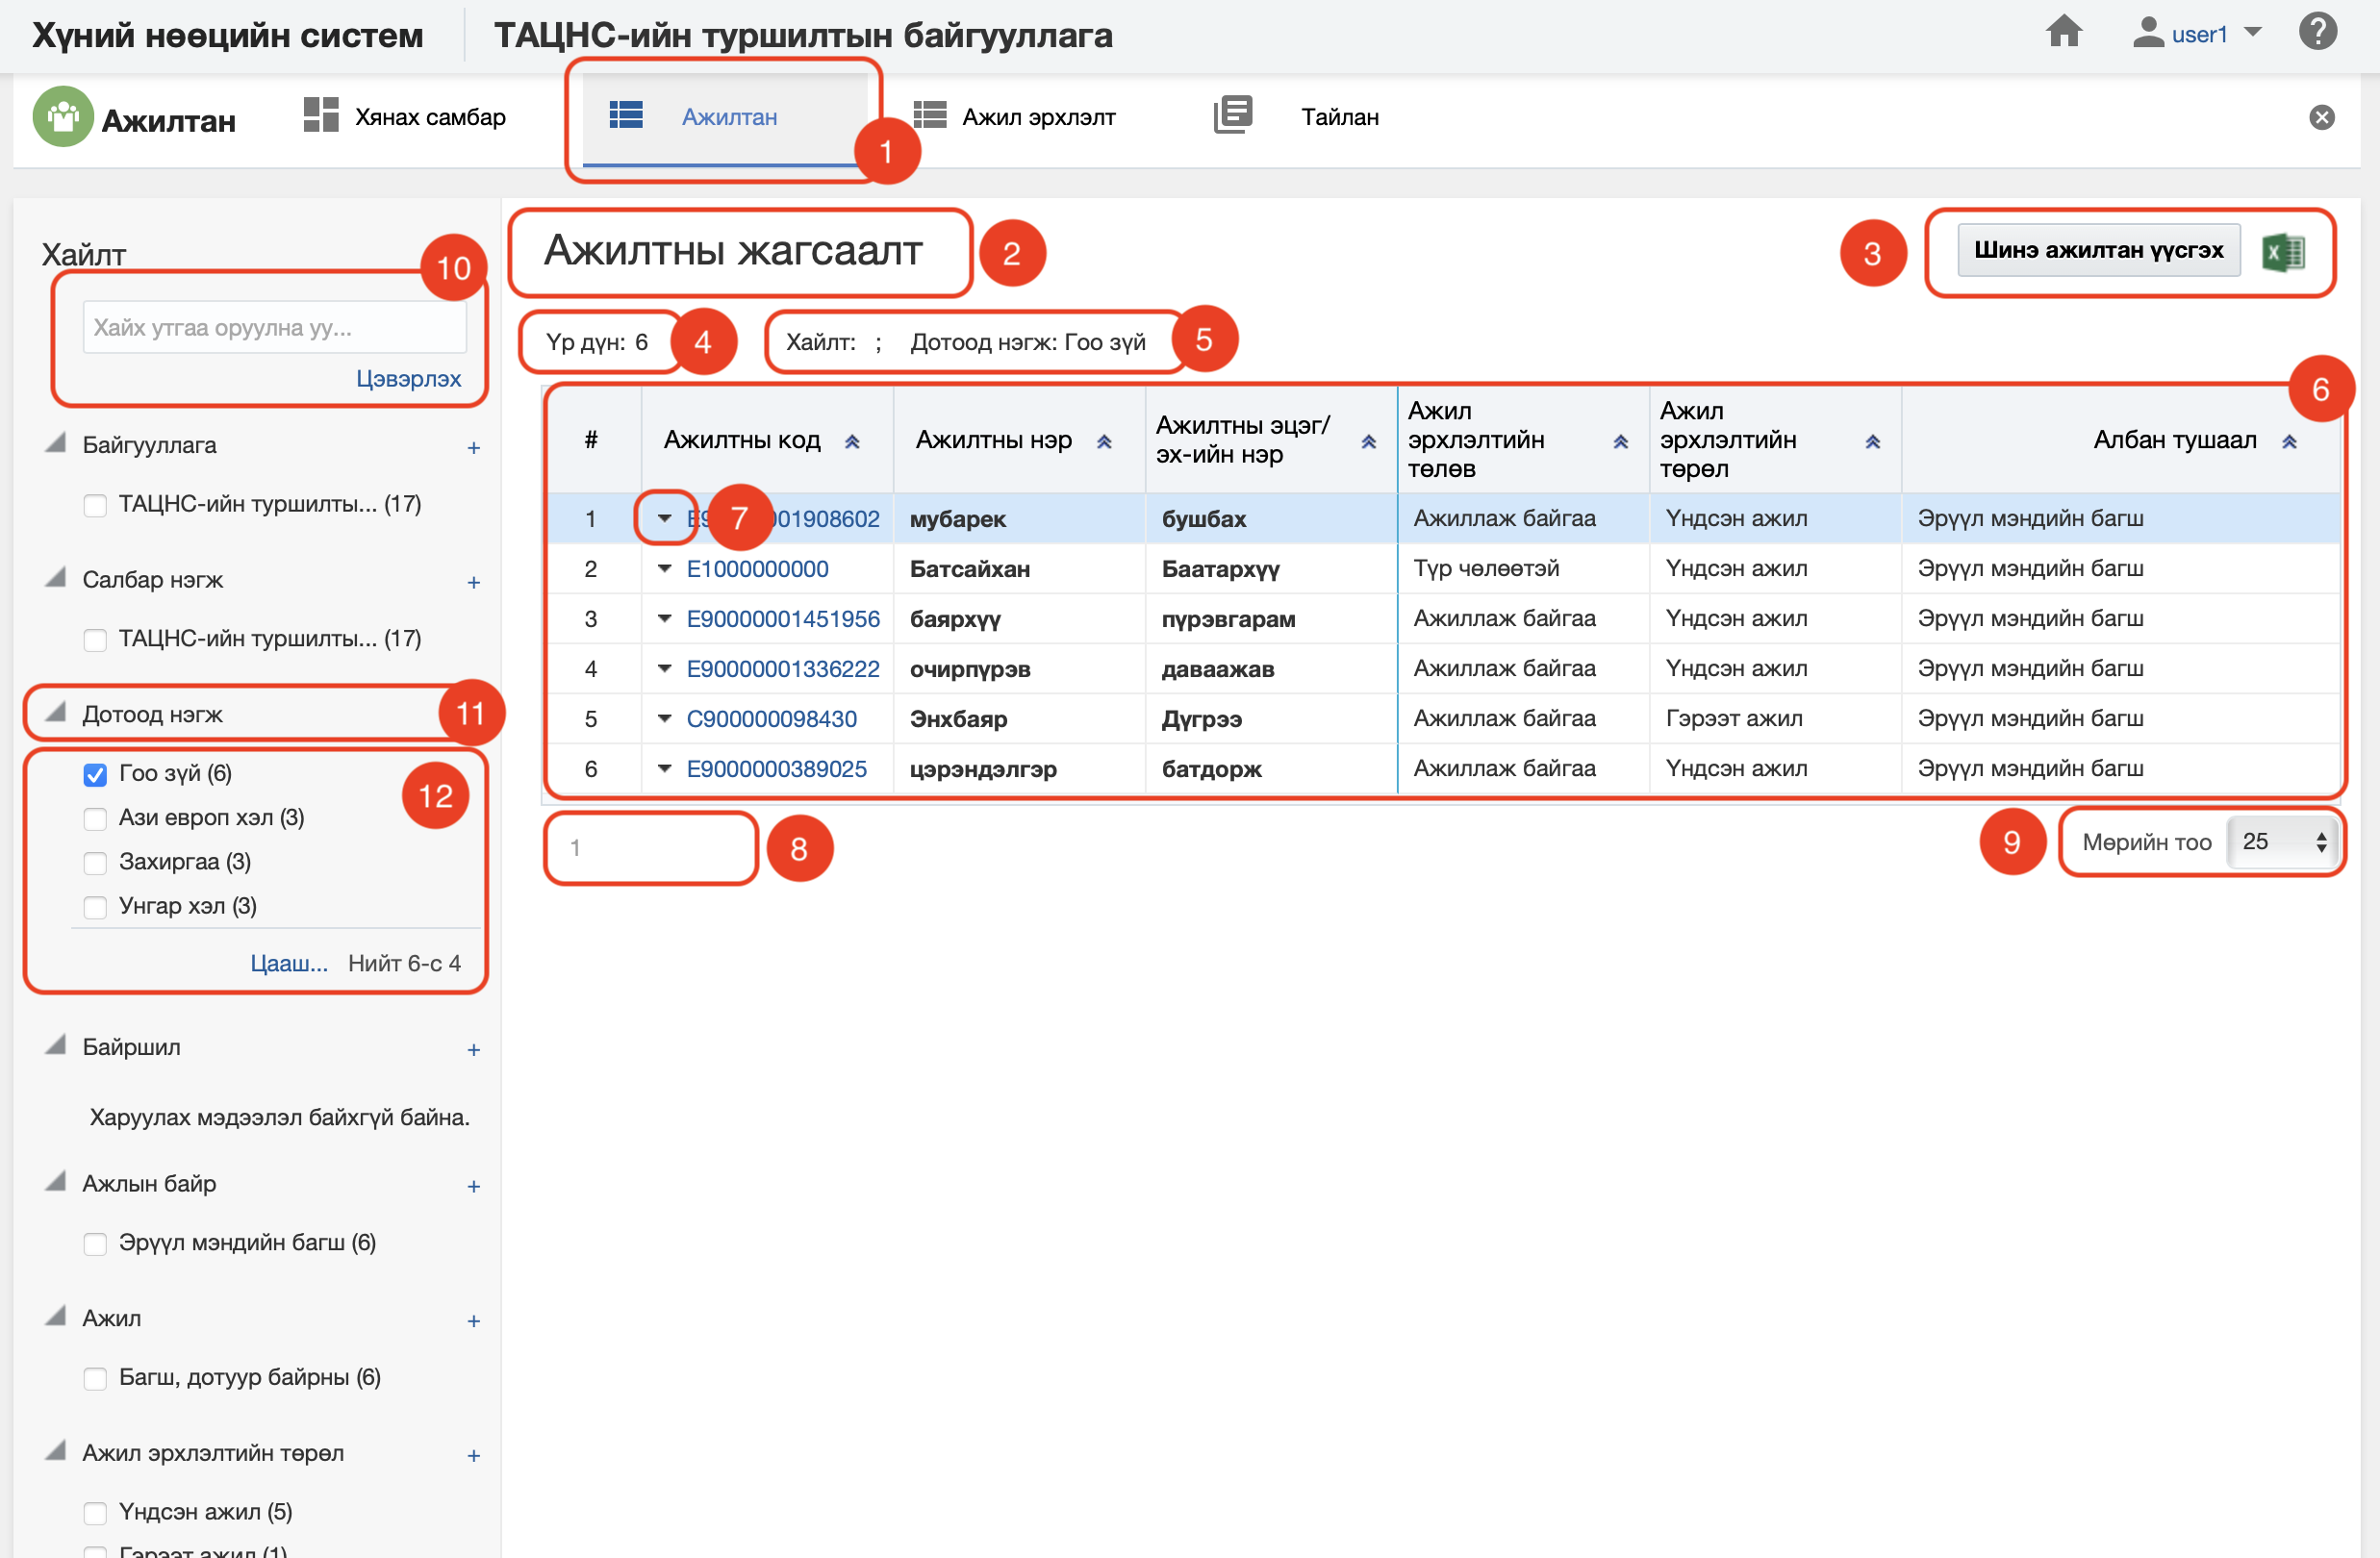 Хүний нөөцийн систем
ТАЦНС-ийн туршилтын байгууллага
user1
Ажилтан
Хянах самбар
Ажилтан
Ажил эрхлэлт
Тайлан
1
Хайлт
10
Хайх утгаа оруулна уу...
Цэвэрлэх
Байгууллага +
ТАЦНС-ийн туршилты... (17)
Салбар нэгж +
ТАЦНС-ийн туршилты... (17)
Дотоод нэгж
11
Гоо зүй (6)
12
Ази европ хэл (3)
Захиргаа (3)
Унгар хэл (3)
Цааш... Нийт 6-с 4
Байршил +
Харуулах мэдээлэл байхгүй байна.
Ажлын байр +
Эрүүл мэндийн багш (6)
Ажил +
Багш, дотуур байрны (6)
Ажил эрхлэлтийн төрөл +
Үндсэн ажил (5)
Гэрээт ажил (1)
Ажилтны жагсаалт
2
3
Шинэ ажилтан үүсгэх
Үр дүн: 6
4
Хайлт: ; Дотоод нэгж: Гоо зүй
5
6
# Ажилтны код Ажилтны нэр Ажилтны эцэг/ эх-ийн нэр Ажил эрхлэлтийн төлөв Ажил эрхлэлтийн төрөл Албан тушаал
1 7 01908602 мубарек бушбах Ажиллаж байгаа Үндсэн ажил Эрүүл мэндийн багш
2 E1000000000 Батсайхан Баатархүү Түр чөлөөтэй Үндсэн ажил Эрүүл мэндийн багш
3 E90000001451956 баярхүү пүрэвгарам Ажиллаж байгаа Үндсэн ажил Эрүүл мэндийн багш
4 E90000001336222 очирпүрэв даваажав Ажиллаж байгаа Үндсэн ажил Эрүүл мэндийн багш
5 C900000098430 Энхбаяр Дүгрээ Ажиллаж байгаа Гэрээт ажил Эрүүл мэндийн багш
6 E9000000389025 цэрэндэлгэр батдорж Ажиллаж байгаа Үндсэн ажил Эрүүл мэндийн багш
1
8
9
Мөрийн тоо 25